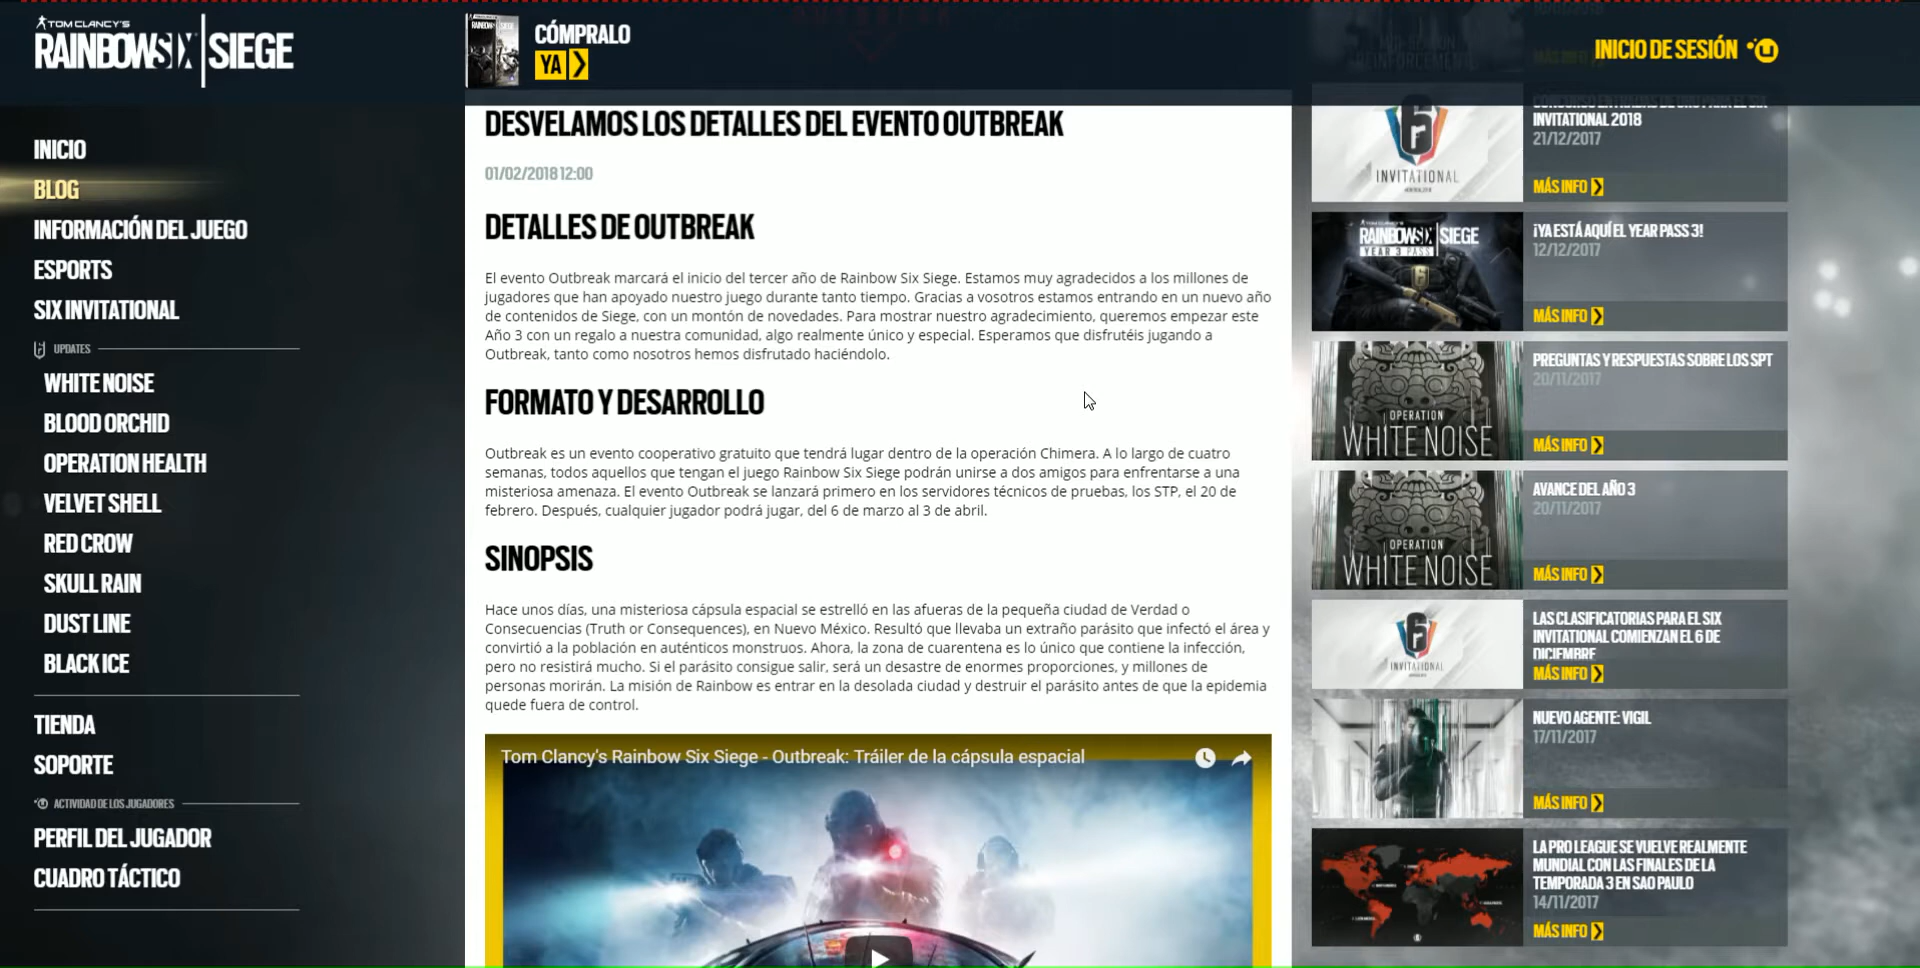 TOM CLANCY'S
RAINBOWSIX | SIEGE
CÓMPRALO
YA
INICIO DE SESIÓN
INICIO
BLOG
INFORMACIÓN DEL JUEGO
ESPORTS
SIX INVITATIONAL
UPDATES
WHITE NOISE
BLOOD ORCHID
OPERATION HEALTH
VELVET SHELL
RED CROW
SKULL RAIN
DUST LINE
BLACK ICE
TIENDA
SOPORTE
ACTIVIDAD DE LOS JUGADORES
PERFIL DEL JUGADOR
CUADRO TÁCTICO
DESVELAMOS LOS DETALLES DEL EVENTO OUTBREAK
01/02/2018 12:00
DETALLES DE OUTBREAK
El evento Outbreak marcará el inicio del tercer año de Rainbow Six Siege. Estamos muy agradecidos a los millones de
jugadores que han apoyado nuestro juego durante tanto tiempo. Gracias a vosotros estamos entrando en un nuevo año
de contenidos de Siege, con un montón de novedades. Para mostrar nuestro agradecimiento, queremos empezar este
Año 3 con un regalo a nuestra comunidad, algo realmente único y especial. Esperamos que disfrutéis jugando a
Outbreak, tanto como nosotros hemos disfrutado haciéndolo.
FORMATO Y DESARROLLO
Outbreak es un evento cooperativo gratuito que tendrá lugar dentro de la operación Chimera. A lo largo de cuatro
semanas, todos aquellos que tengan el juego Rainbow Six Siege podrán unirse a dos amigos para enfrentarse a una
misteriosa amenaza. El evento Outbreak se lanzará primero en los servidores técnicos de pruebas, los STP, el 20 de
febrero. Después, cualquier jugador podrá jugar, del 6 de marzo al 3 de abril.
SINOPSIS
Hace unos días, una misteriosa cápsula espacial se estrelló en las afueras de la pequeña ciudad de Verdad o
Consecuencias (Truth or Consequences), en Nuevo México. Resultó que llevaba un extraño parásito que infectó el área y
convirtió a la población en auténticos monstruos. Ahora, la zona de cuarentena es lo único que contiene la infección,
pero no resistirá mucho. Si el parásito consigue salir, será un desastre de enormes proporciones, y millones de
personas morirán. La misión de Rainbow es entrar en la desolada ciudad y destruir el parásito antes de que la epidemia
quede fuera de control.
Tom Clancy's Rainbow Six Siege - Outbreak: Tráiler de la cápsula espacial
INVITATIONAL
INVITATIONAL 2018
21/12/2017
MÁS INFO
RAINBOWSIX | SIEGE
YEAR 3 PASS
¡YA ESTÁ AQUÍ EL YEAR PASS 3!
12/12/2017
MÁS INFO
OPERATION
WHITE NOISE
PREGUNTAS Y RESPUESTAS SOBRE LOS SPT
20/11/2017
MÁS INFO
OPERATION
WHITE NOISE
AVANCE DEL AÑO 3
20/11/2017
MÁS INFO
INVITATIONAL
LAS CLASIFICATORIAS PARA EL SIX
INVITATIONAL COMIENZAN EL 6 DE
DICIEMBRE
MÁS INFO
NUEVO AGENTE: VIGIL
17/11/2017
MÁS INFO
LA PRO LEAGUE SE VUELVE REALMENTE
MUNDIAL CON LAS FINALES DE LA
TEMPORADA 3 EN SAO PAULO
14/11/2017
MÁS INFO